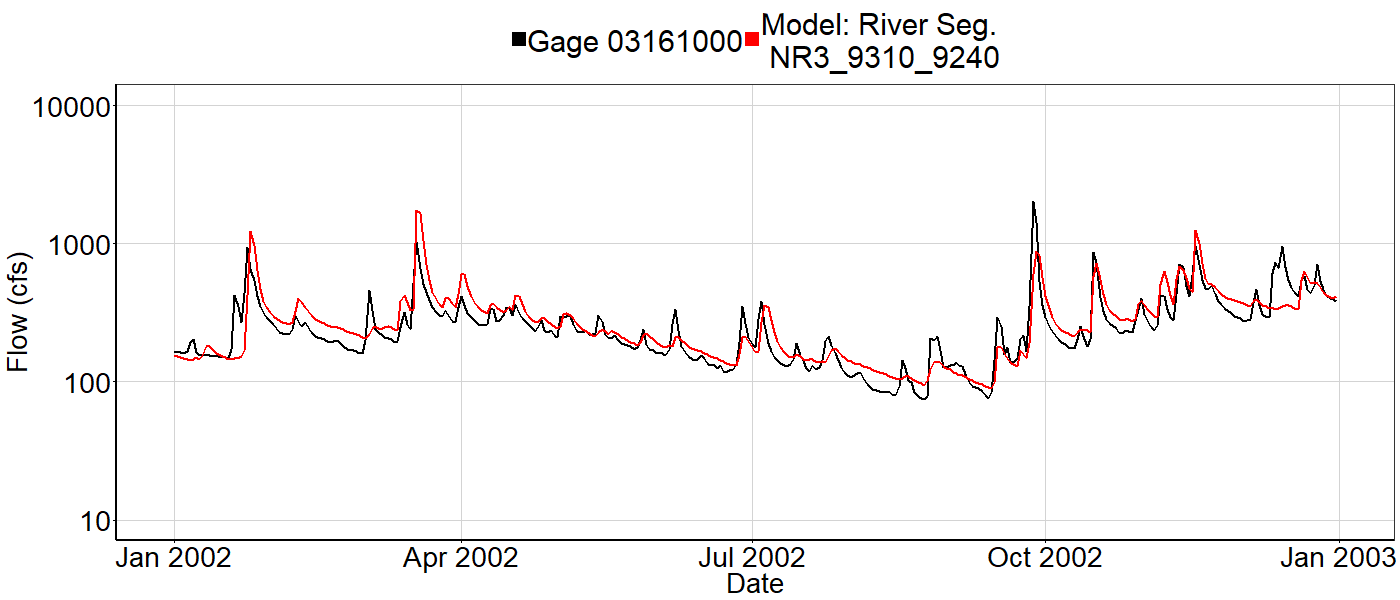 Gage 03161000
Model: River Seg.
NR3_9310_9240
10000
1000
100
10
Flow (cfs)
Jan 2002
Apr 2002
Jul 2002
Oct 2002
Jan 2003
Date